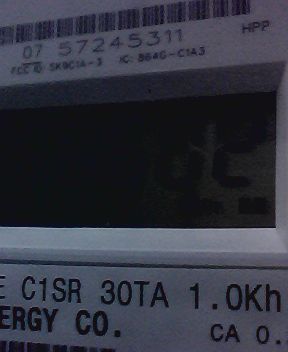 07 57245311 HPP
FCC ID SK9C1A-3 IC: 864G-C1A3
E C1SR 30TA 1.0Kh
ERGY CO. CA 0.